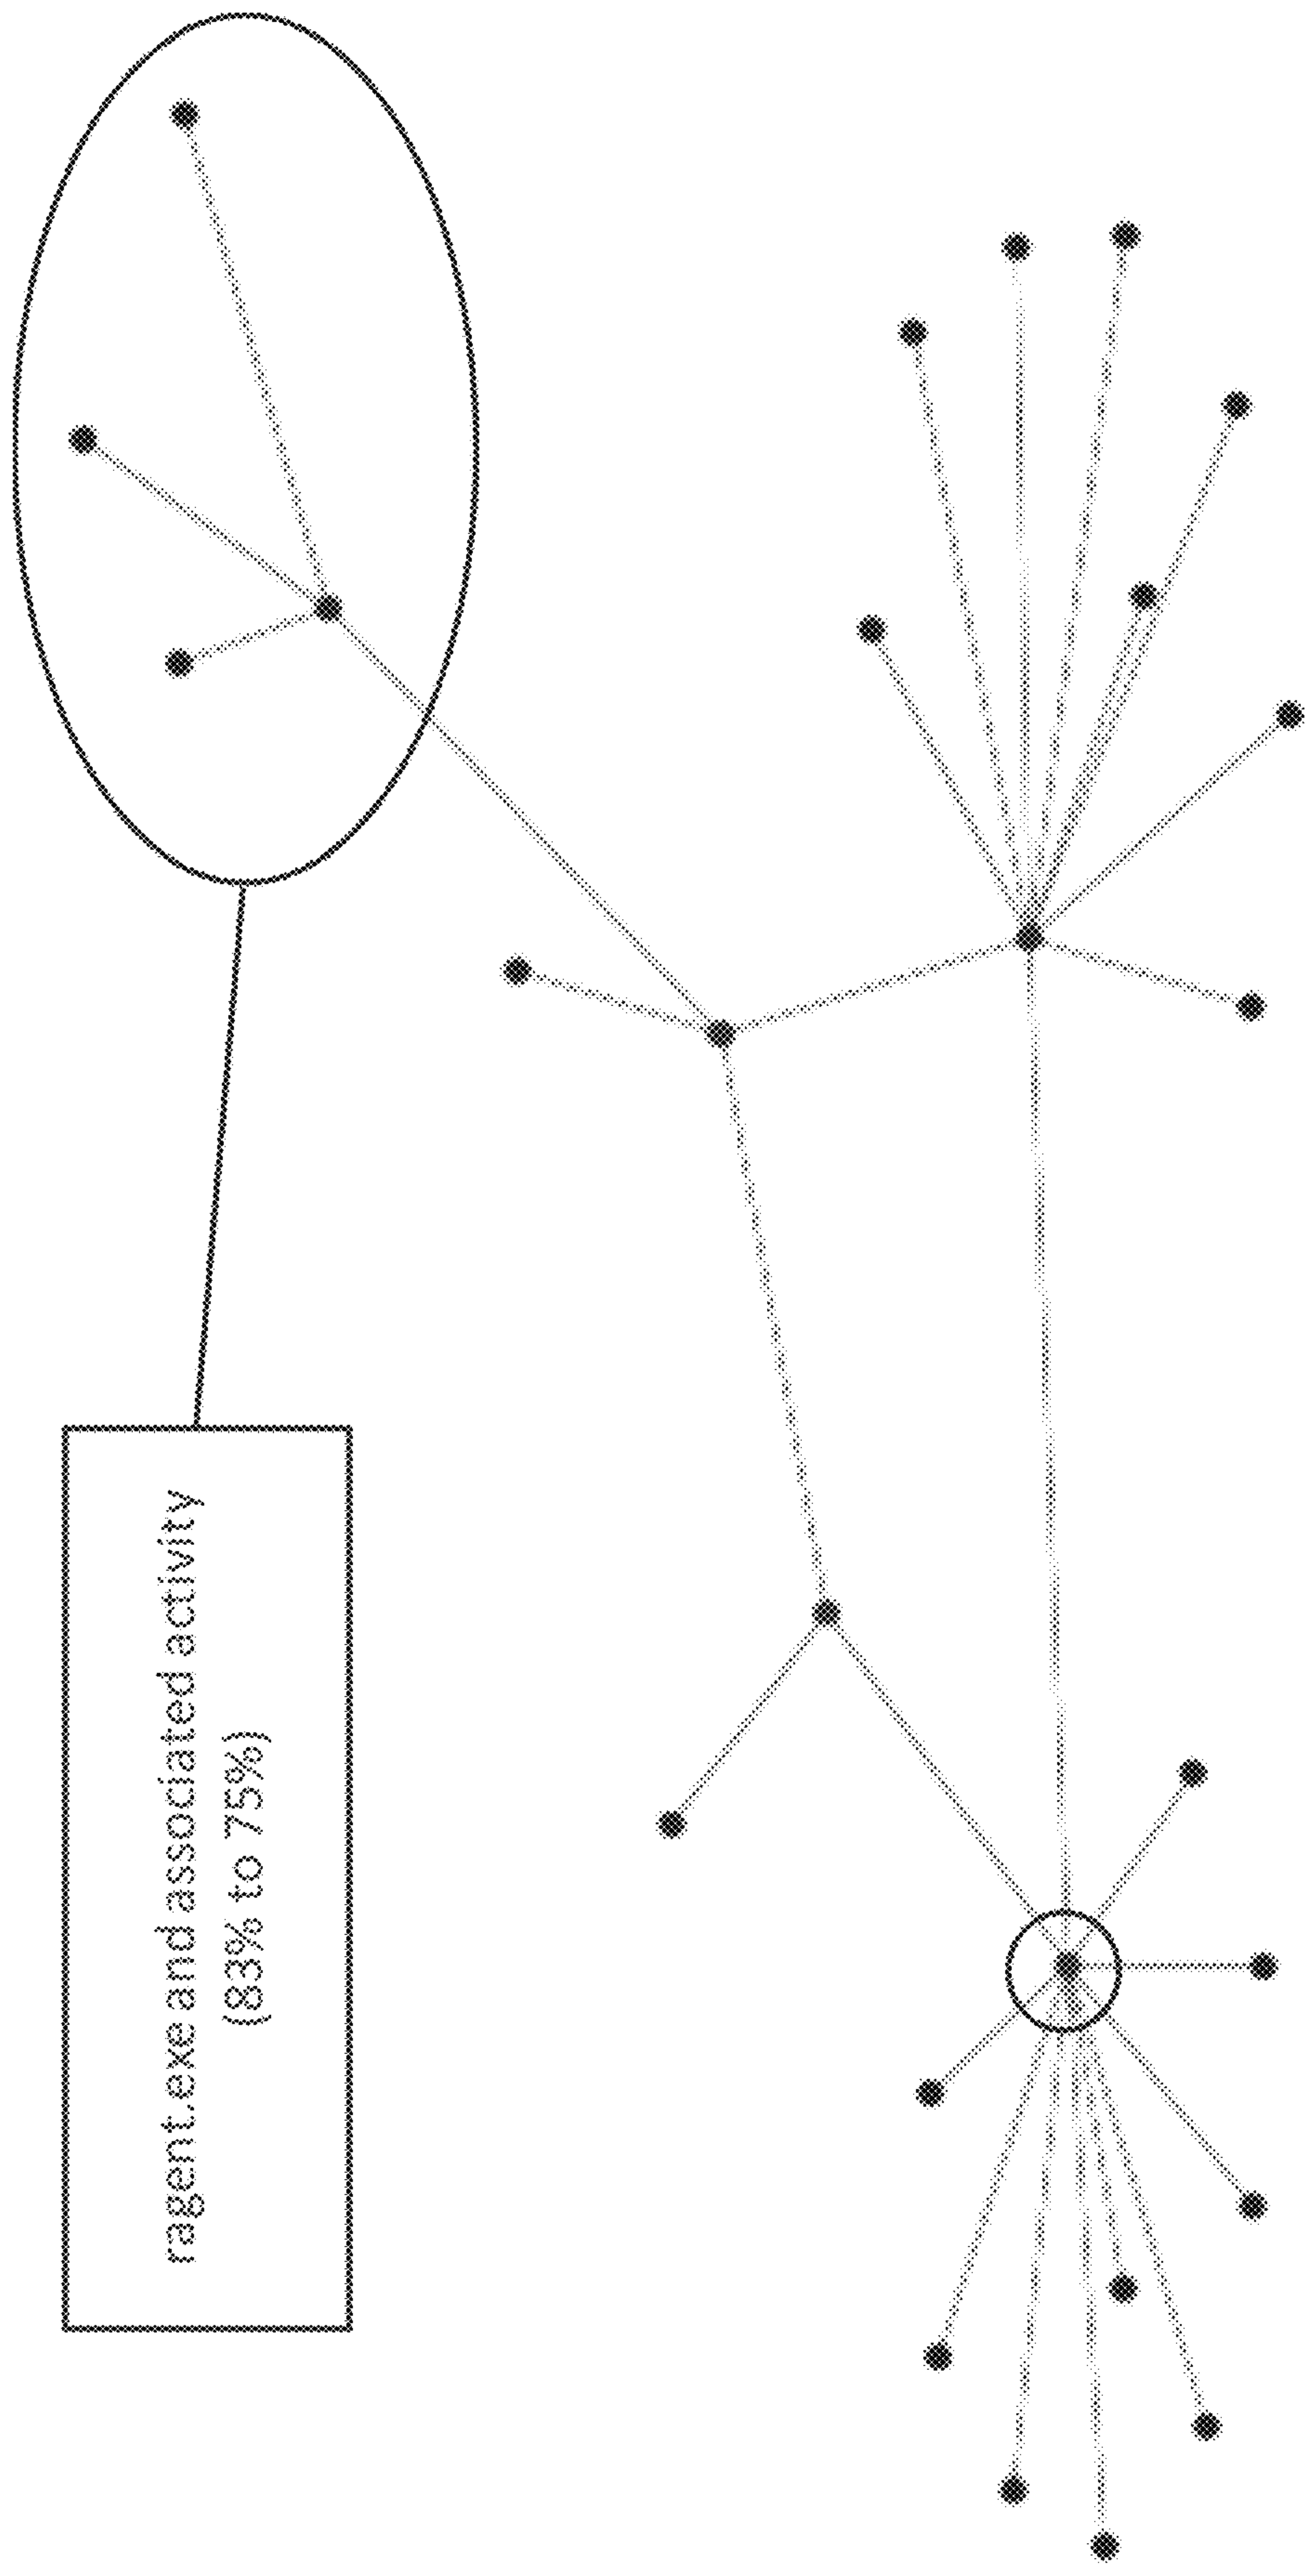 ragent.exe and associated activity
(83% to 75%)